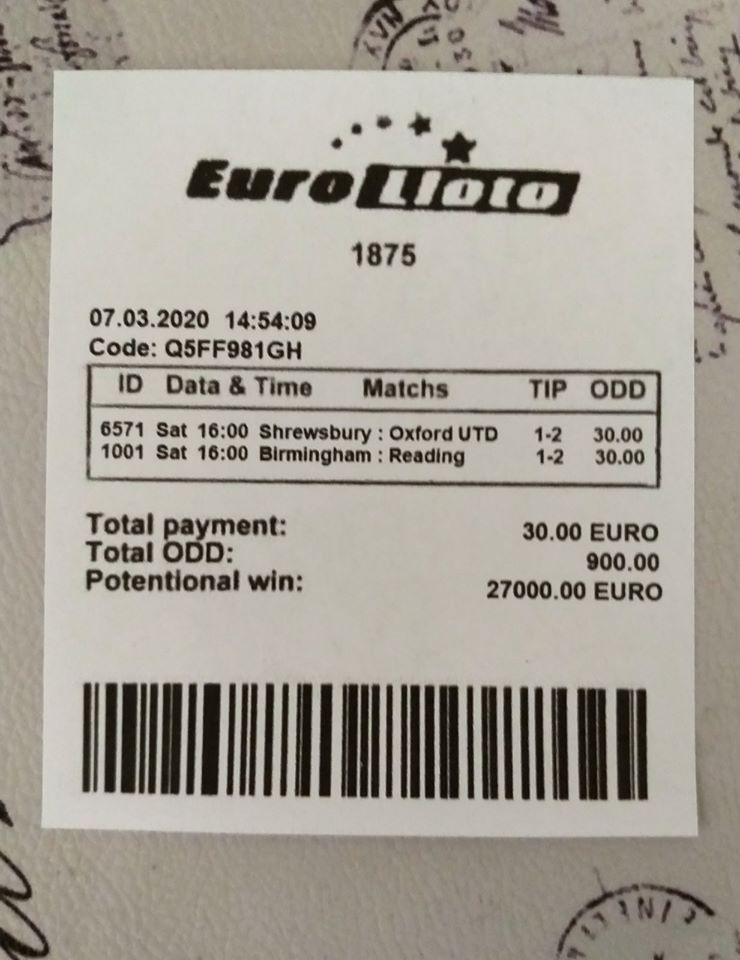 Euro Lloto
1875
07.03.2020 14:54:09
Code: Q5FF981GH
ID Data & Time Matchs TIP ODD
6571 Sat 16:00 Shrewsbury : Oxford UTD 1-2 30.00
1001 Sat 16:00 Birmingham : Reading 1-2 30.00
Total payment: 30.00 EURO
Total ODD: 900.00
Potentional win: 27000.00 EURO